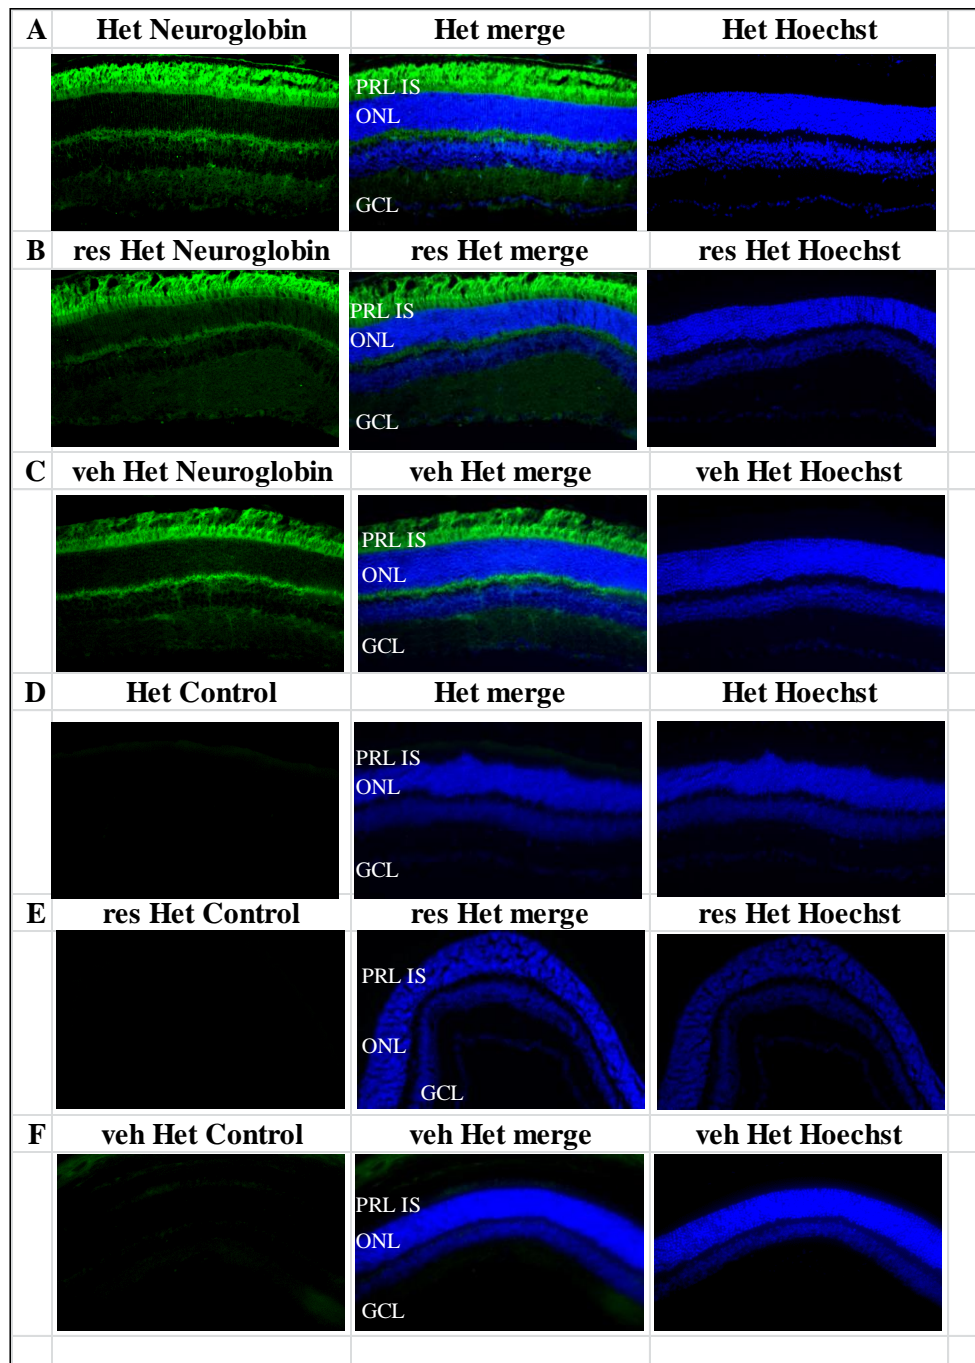 A Het Neuroglobin Het merge Het Hoechst
PRL IS
ONL
GCL
B res Het Neuroglobin res Het merge res Het Hoechst
PRL IS
ONL
GCL
C veh Het Neuroglobin veh Het merge veh Het Hoechst
PRL IS
ONL
GCL
D Het Control Het merge Het Hoechst
PRL IS
ONL
GCL
E res Het Control res Het merge res Het Hoechst
PRL IS
ONL
GCL
F veh Het Control veh Het merge veh Het Hoechst
PRL IS
ONL
GCL